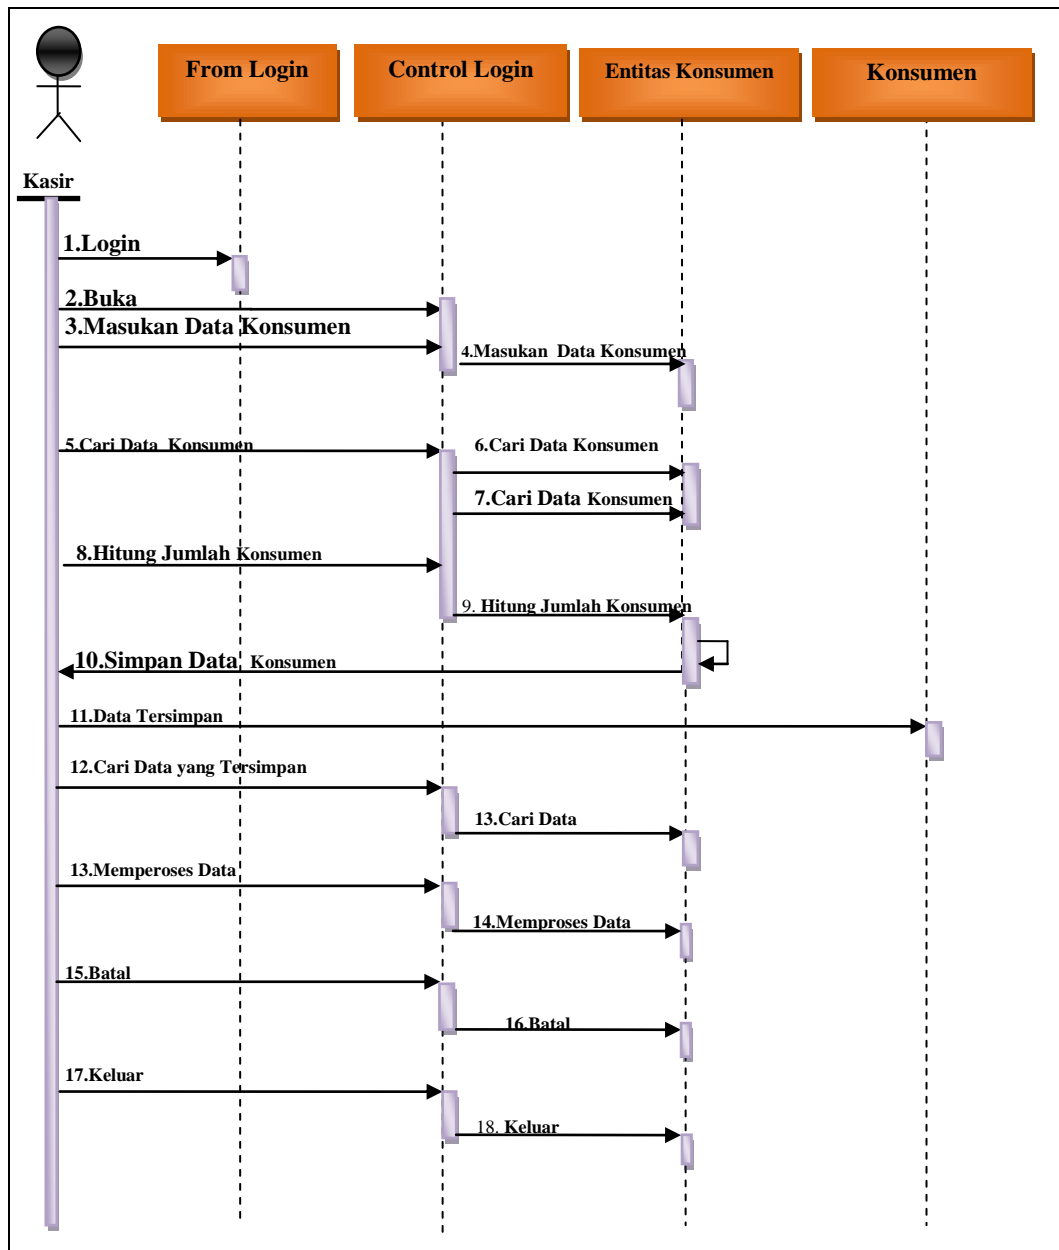 From Login
Control Login
Entitas Konsumen
Konsumen
Kasir
1.Login
2.Buka
3.Masukan Data Konsumen
4.Masukan Data Konsumen
5.Cari Data Konsumen
6.Cari Data Konsumen
7.Cari Data Konsumen
8.Hitung Jumlah Konsumen
9. Hitung Jumlah Konsumen
10.Simpan Data Konsumen
11.Data Tersimpan
12.Cari Data yang Tersimpan
13.Cari Data
13.Memperoses Data
14.Memproses Data
15.Batal
16.Batal
17.Keluar
18. Keluar